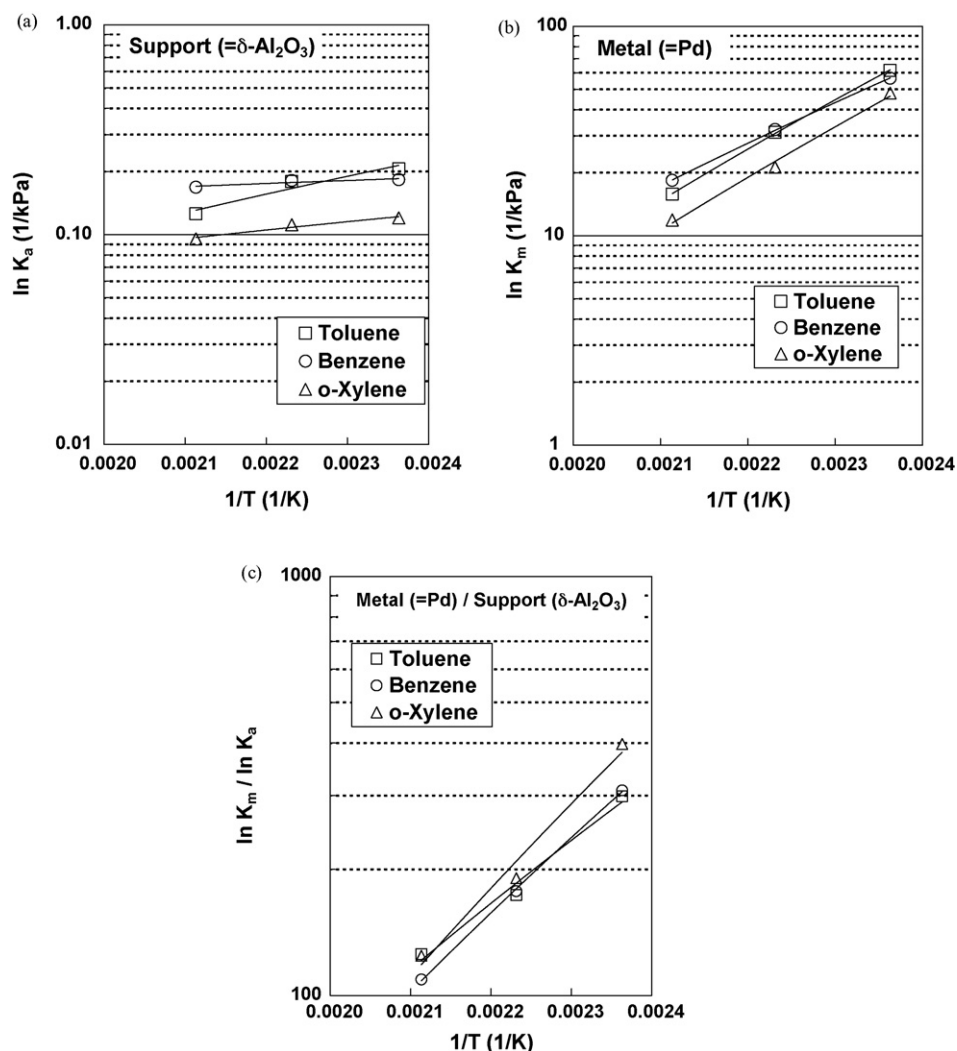 (a)
1.00
Support (=δ-Al₂O₃)
0.10
0.01
ln Kₐ (1/kPa)
Toluene
Benzene
o-Xylene
0.0020 0.0021 0.0022 0.0023 0.0024
1/T (1/K)
(b)
100
Metal (=Pd)
10
1
ln Kₘ (1/kPa)
Toluene
Benzene
o-Xylene
0.0020 0.0021 0.0022 0.0023 0.0024
1/T (1/K)
(c)
1000
Metal (=Pd) / Support (δ-Al₂O₃)
Toluene
Benzene
o-Xylene
ln Kₘ / ln Kₐ
100
0.0020 0.0021 0.0022 0.0023 0.0024
1/T (1/K)